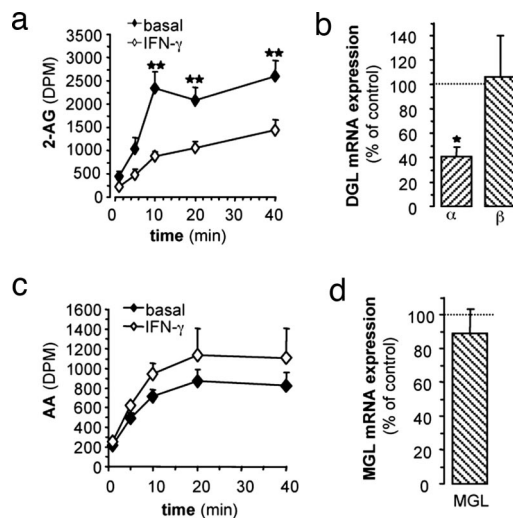 a
2-AG (DPM)
3500
3000
2500
2000
1500
1000
500
0
basal
IFN-γ
★★ ★★ ★★
0 10 20 30 40
time (min)
b
DGL mRNA expression
(% of control)
140
120
100
80
60
40
20
0
★
α β
c
AA (DPM)
1600
1400
1200
1000
800
600
400
200
0
basal
IFN-γ
0 10 20 30 40
time (min)
d
MGL mRNA expression
(% of control)
100
80
60
40
20
0
MGL